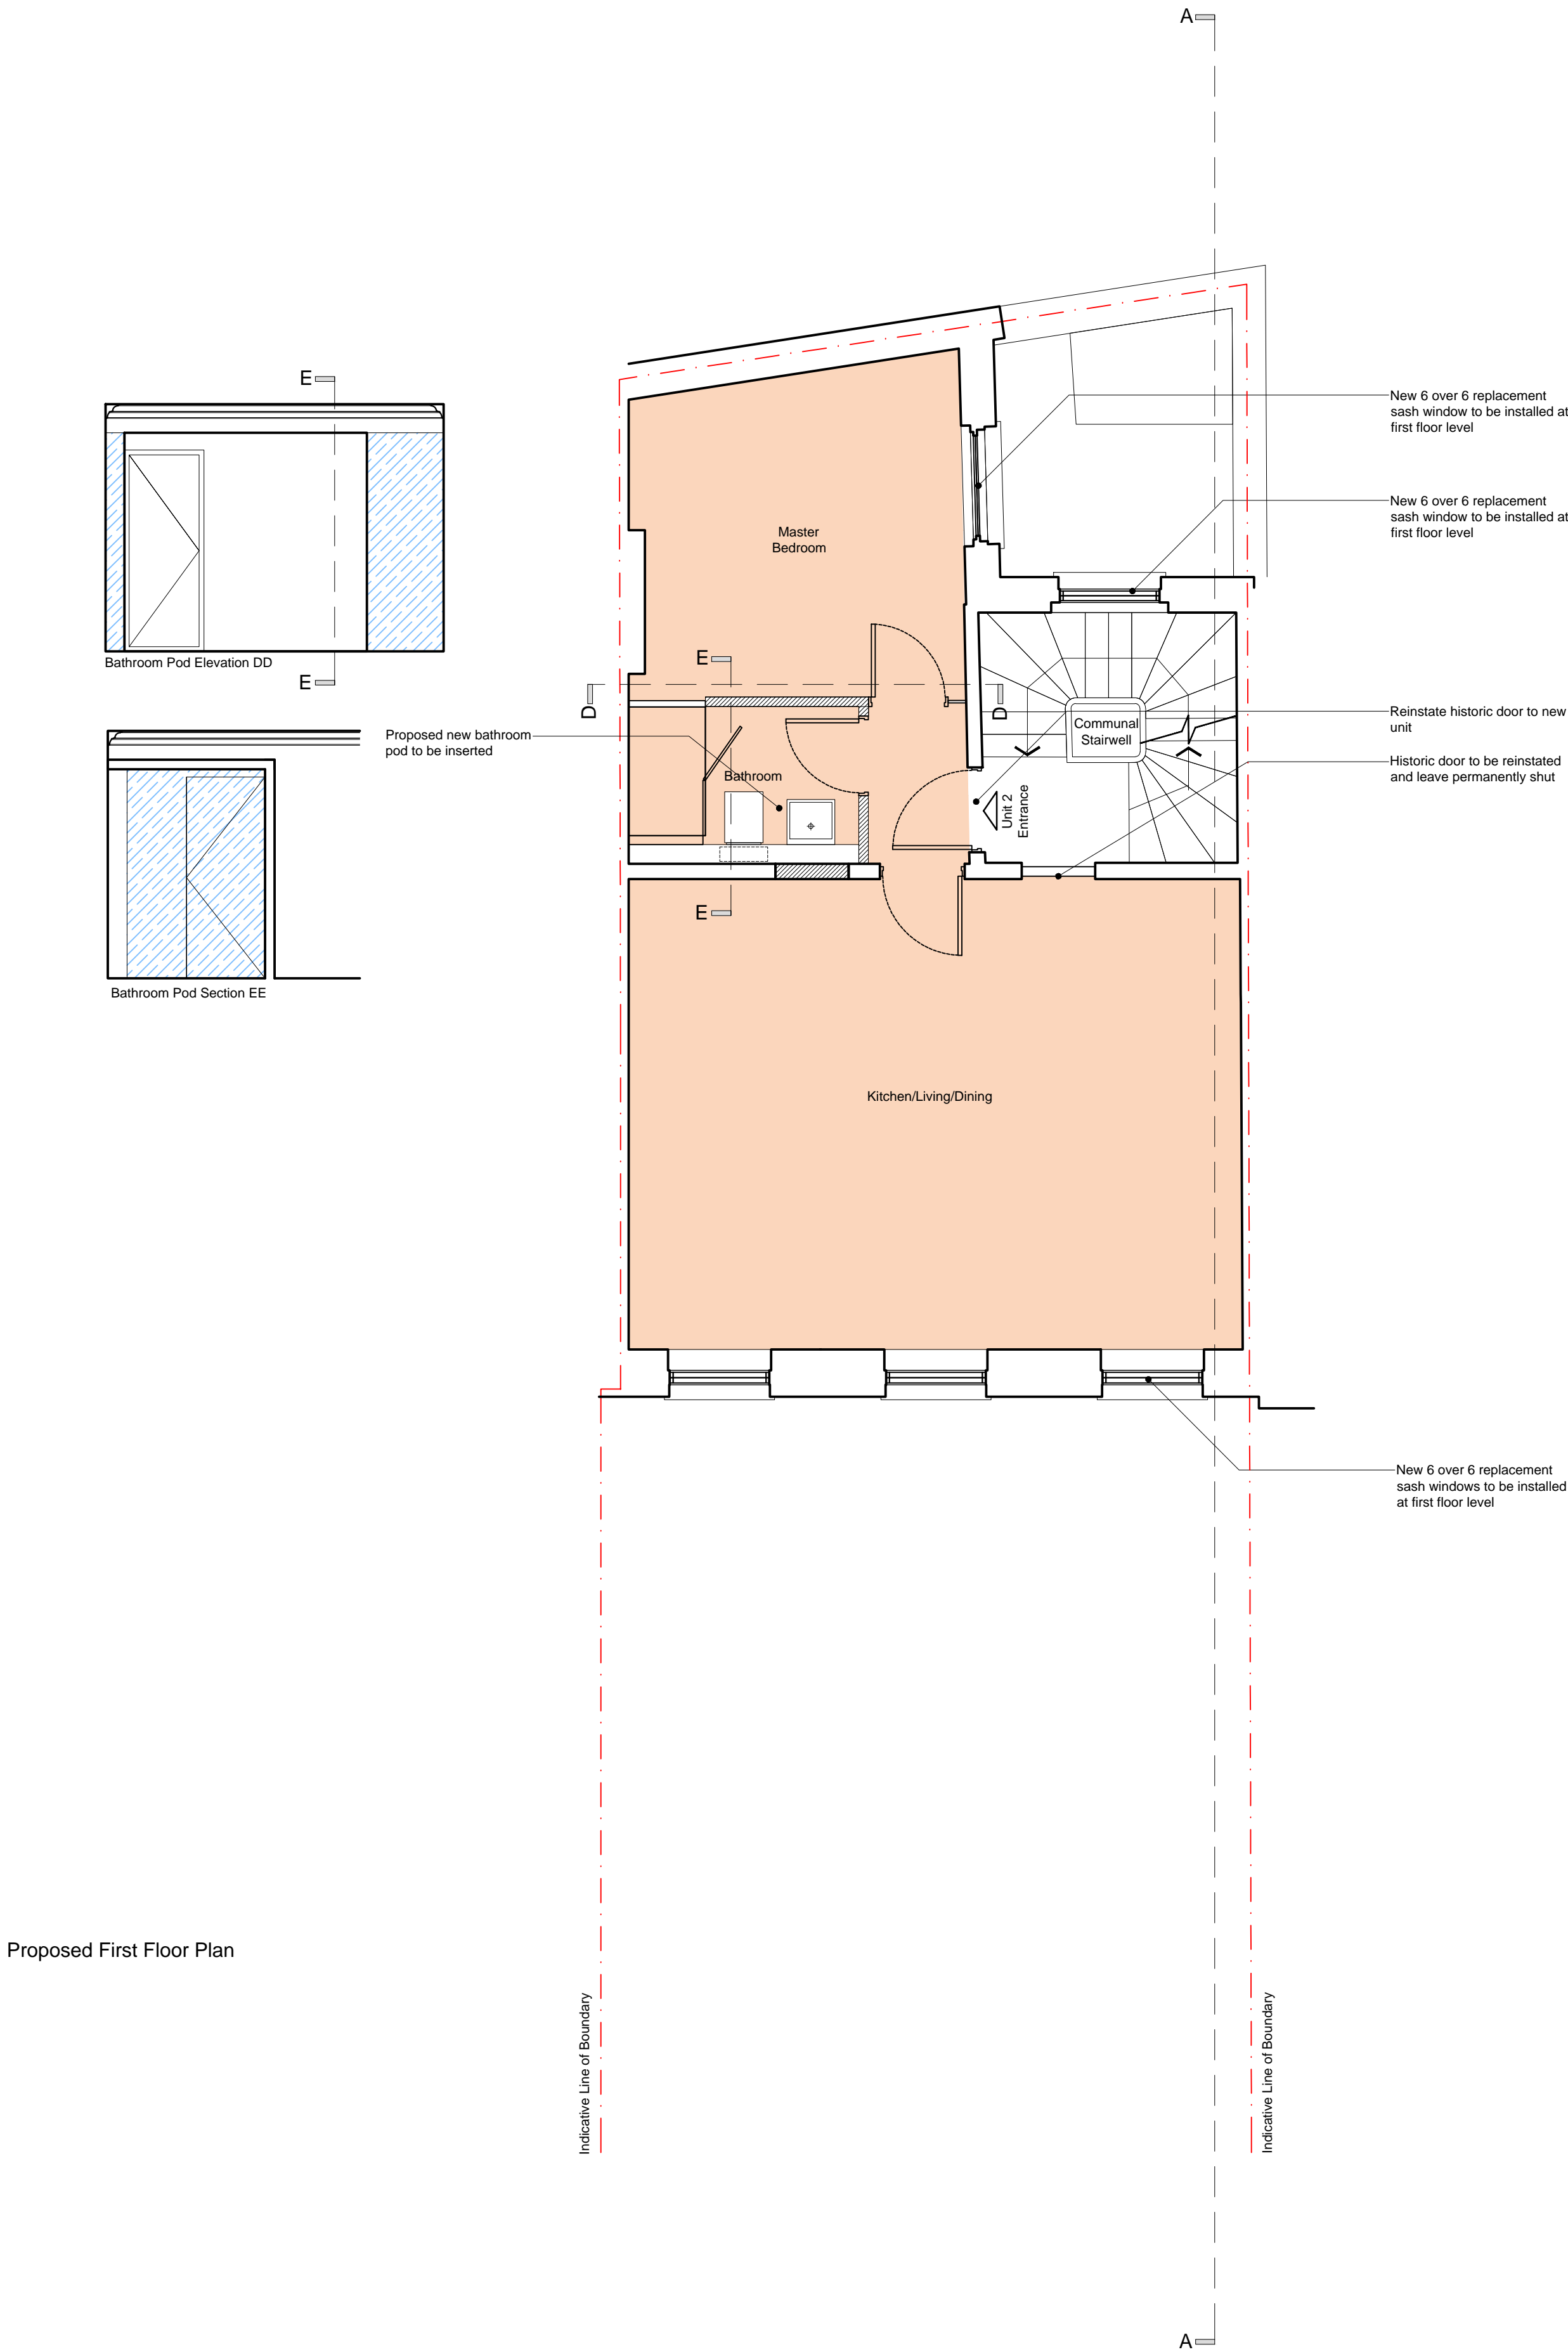 A
E
Bathroom Pod Elevation DD
E
Bathroom Pod Section EE
New 6 over 6 replacement
sash window to be installed at
first floor level
New 6 over 6 replacement
sash window to be installed at
first floor level
Master
Bedroom
E
D
D
Communal
Stairwell
Reinstate historic door to new
unit
Proposed new bathroom
pod to be inserted
Historic door to be reinstated
and leave permanently shut
Bathroom
Unit 2
Entrance
E
Kitchen/Living/Dining
New 6 over 6 replacement
sash windows to be installed
at first floor level
Proposed First Floor Plan
Indicative Line of Boundary
Indicative Line of Boundary
A